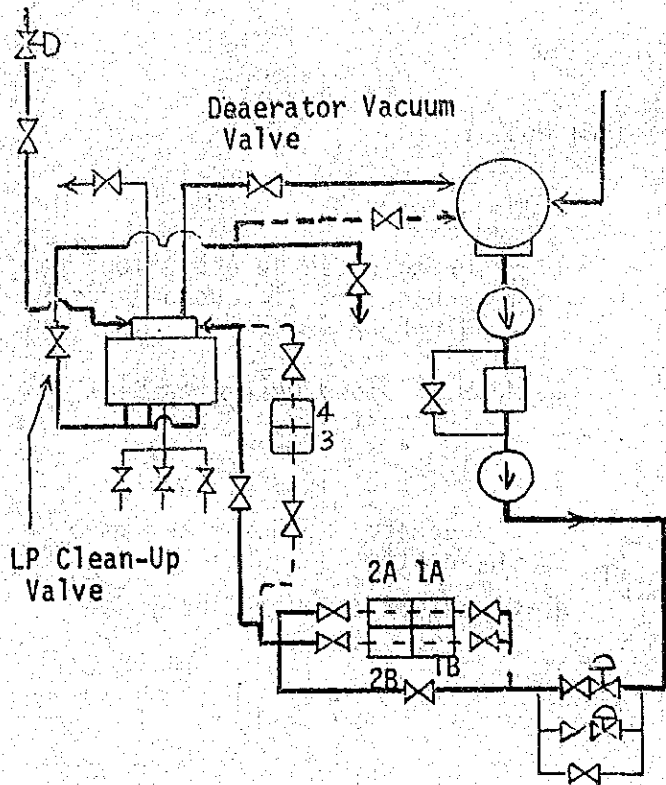 Deaerator Vacuum
Valve
4
3
LP Clean-Up
Valve
2A 1A
2B 1B